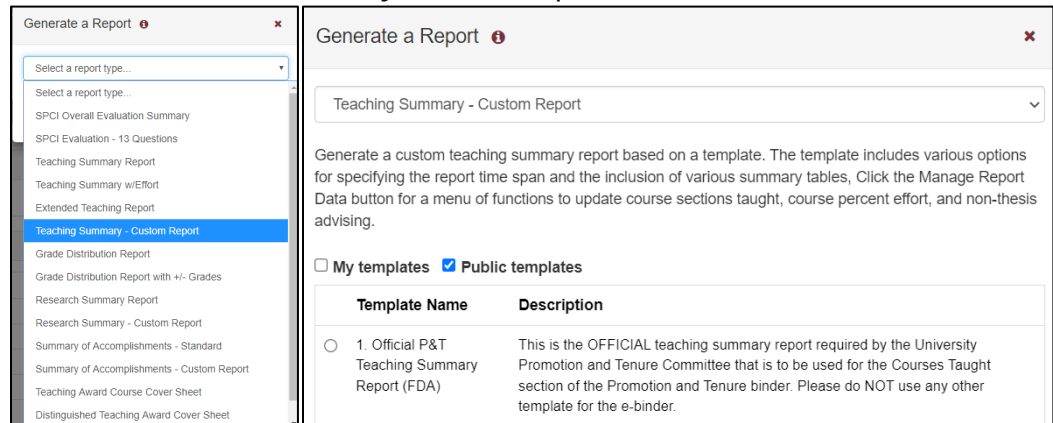 Generate a Report
Select a report type...
Select a report type...
SPCI Overall Evaluation Summary
SPCI Evaluation - 13 Questions
Teaching Summary Report
Teaching Summary w/Effort
Extended Teaching Report
Teaching Summary - Custom Report
Grade Distribution Report
Grade Distribution Report with +/- Grades
Research Summary Report
Research Summary - Custom Report
Summary of Accomplishments - Standard
Summary of Accomplishments - Custom Report
Teaching Award Course Cover Sheet
Distinguished Teaching Award Cover Sheet
Generate a Report
Teaching Summary - Custom Report
Generate a custom teaching summary report based on a template. The template includes various options
for specifying the report time span and the inclusion of various summary tables, Click the Manage Report
Data button for a menu of functions to update course sections taught, course percent effort, and non-thesis
advising.
My templates Public templates
Template Name Description
1. Official P&T This is the OFFICIAL teaching summary report required by the University
Teaching Summary Promotion and Tenure Committee that is to be used for the Courses Taught
Report (FDA) section of the Promotion and Tenure binder. Please do NOT use any other
template for the e-binder.